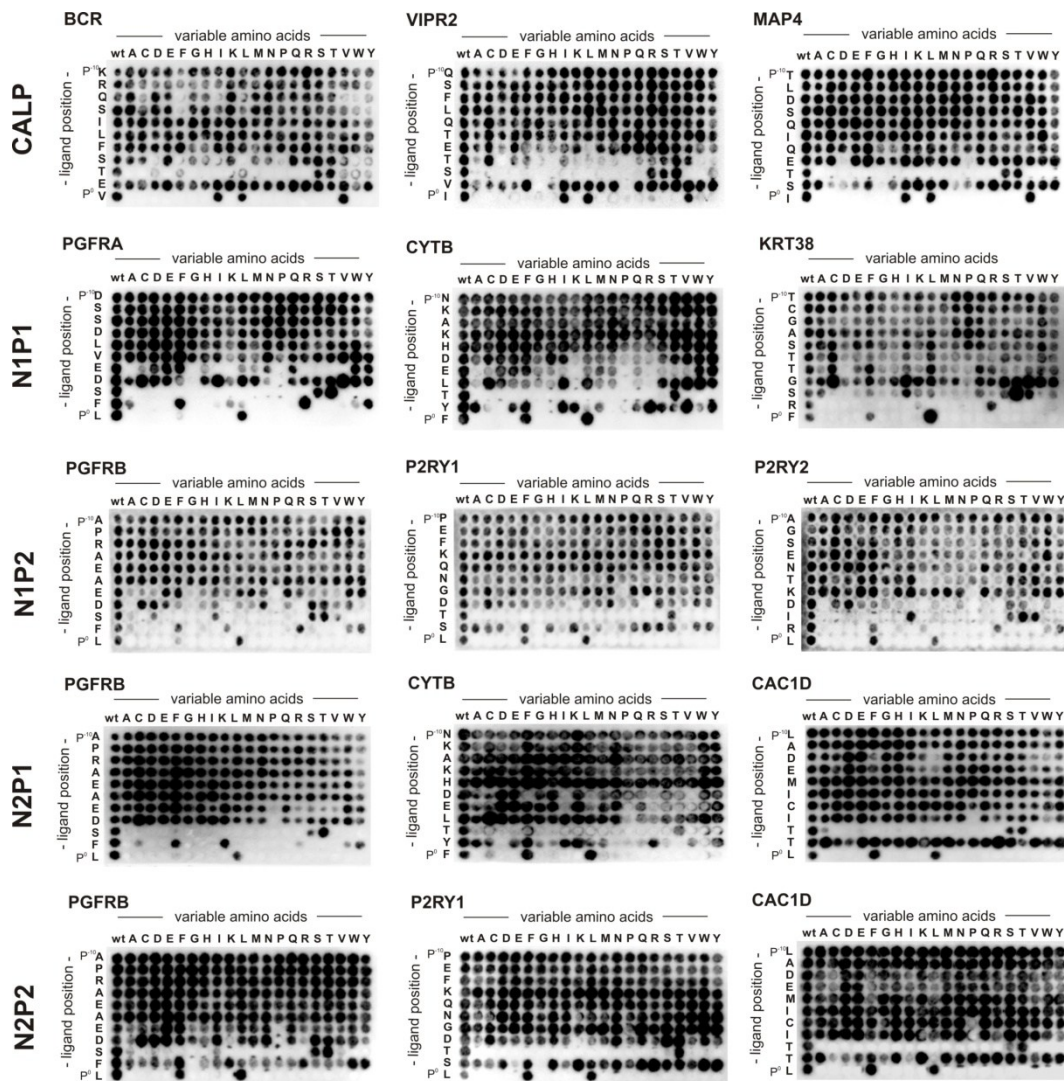 CALP
BCR
variable amino acids
wt A C D E F G H I K L M N P Q R S T V W Y
- ligand position -
P⁻¹⁰ K
R
Q
S
I
L
F
S
T
E
P⁰ V
VIPR2
variable amino acids
wt A C D E F G H I K L M N P Q R S T V W Y
- ligand position -
P⁻¹⁰ Q
S
F
L
Q
T
E
T
S
V
P⁰ I
MAP4
variable amino acids
wt A C D E F G H I K L M N P Q R S T V W Y
- ligand position -
P⁻¹⁰ T
L
D
S
Q
I
Q
E
T
S
P⁰ I
N1P1
PGFRA
variable amino acids
wt A C D E F G H I K L M N P Q R S T V W Y
- ligand position -
P⁻¹⁰ D
S
S
D
L
V
E
D
S
F
P⁰ L
CYTB
variable amino acids
wt A C D E F G H I K L M N P Q R S T V W Y
- ligand position -
P⁻¹⁰ N
K
A
K
H
D
E
L
T
Y
P⁰ F
KRT38
variable amino acids
wt A C D E F G H I K L M N P Q R S T V W Y
- ligand position -
P⁻¹⁰ T
C
G
A
S
T
T
G
S
R
P⁰ F
N1P2
PGFRB
variable amino acids
wt A C D E F G H I K L M N P Q R S T V W Y
- ligand position -
P⁻¹⁰ A
P
R
A
E
A
E
D
S
F
P⁰ L
P2RY1
variable amino acids
wt A C D E F G H I K L M N P Q R S T V W Y
- ligand position -
P⁻¹⁰ P
E
F
K
Q
N
G
D
T
S
P⁰ L
P2RY2
variable amino acids
wt A C D E F G H I K L M N P Q R S T V W Y
- ligand position -
P⁻¹⁰ A
G
S
E
N
T
K
D
I
R
P⁰ L
N2P1
PGFRB
variable amino acids
wt A C D E F G H I K L M N P Q R S T V W Y
- ligand position -
P⁻¹⁰ A
P
R
A
E
A
E
D
S
F
P⁰ L
CYTB
variable amino acids
wt A C D E F G H I K L M N P Q R S T V W Y
- ligand position -
P⁻¹⁰ N
K
A
K
H
D
E
L
T
Y
P⁰ F
CAC1D
variable amino acids
wt A C D E F G H I K L M N P Q R S T V W Y
- ligand position -
P⁻¹⁰ L
A
D
E
M
I
C
I
T
T
P⁰ L
N2P2
PGFRB
variable amino acids
wt A C D E F G H I K L M N P Q R S T V W Y
- ligand position -
P⁻¹⁰ A
P
R
A
E
A
E
D
S
F
P⁰ L
P2RY1
variable amino acids
wt A C D E F G H I K L M N P Q R S T V W Y
- ligand position -
P⁻¹⁰ P
E
F
K
Q
N
G
D
T
S
P⁰ L
CAC1D
variable amino acids
wt A C D E F G H I K L M N P Q R S T V W Y
- ligand position -
P⁻¹⁰ L
A
D
E
M
I
C
I
T
T
P⁰ L